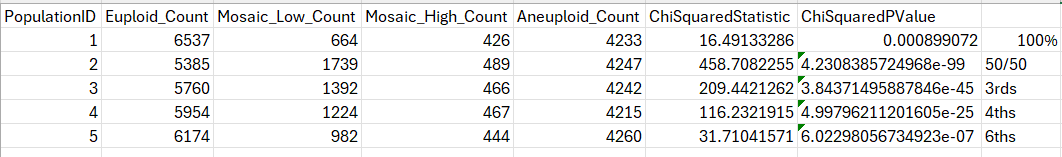 PopulationID Euploid_Count Mosaic_Low_Count Mosaic_High_Count Aneuploid_Count ChiSquaredStatistic ChiSquaredPValue
1 6537 664 426 4233 16.49133286 0.000899072 100%
2 5385 1739 489 4247 458.7082255 4.2308385724968e-99 50/50
3 5760 1392 466 4242 209.4421262 3.84371495887846e-45 3rds
4 5954 1224 467 4215 116.2321915 4.99796211201605e-25 4ths
5 6174 982 444 4260 31.71041571 6.02298056734923e-07 6ths